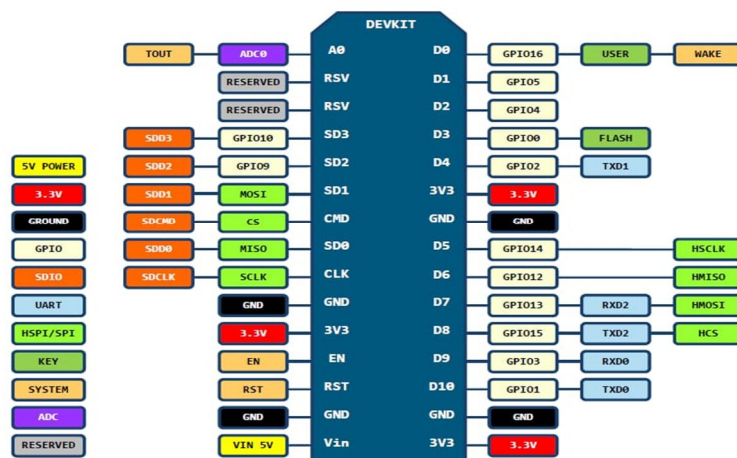 DEVKIT
TOUT ADC0 A0 D0 GPIO16 USER WAKE
RESERVED RSV D1 GPIO5
RESERVED RSV D2 GPIO4
SDD3 GPIO10 SD3 D3 GPIO0 FLASH
5V POWER SDD2 GPIO9 SD2 D4 GPIO2 TXD1
3.3V SDD1 MOSI SD1 3V3 3.3V
GROUND SDCMD CS CMD GND GND
GPIO SDD0 MISO SD0 D5 GPIO14 HSCLK
SDIO SDCLK SCLK CLK D6 GPIO12 HMISO
UART GND GND D7 GPIO13 RXD2 HMOSI
HSPI/SPI 3.3V 3V3 D8 GPIO15 TXD2 HCS
KEY EN EN D9 GPIO3 RXD0
SYSTEM RST RST D10 GPIO1 TXD0
ADC GND GND GND GND
RESERVED VIN 5V Vin 3V3 3.3V